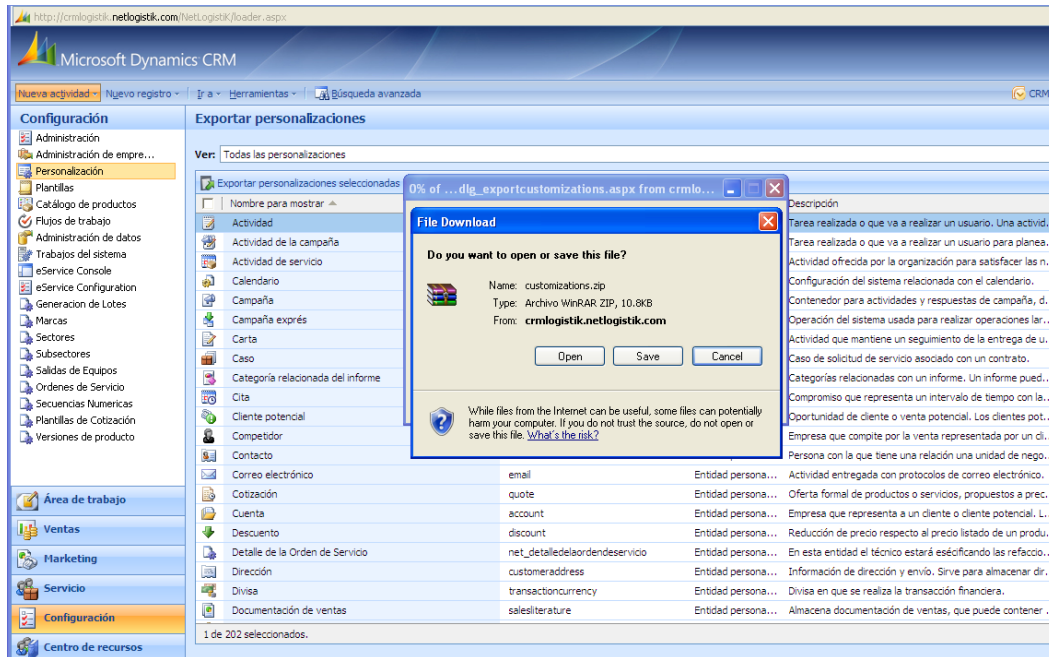 http://crmlogistik.netlogistik.com/NetLogistiK/loader.aspx
Microsoft Dynamics CRM
Nueva actividad Nuevo registro Ir a Herramientas Búsqueda avanzada CRM
Configuración
Administración
Administración de empre...
Personalización
Plantillas
Catálogo de productos
Flujos de trabajo
Administración de datos
Trabajos del sistema
eService Console
eService Configuration
Generacion de Lotes
Marcas
Sectores
Subsectores
Salidas de Equipos
Ordenes de Servicio
Secuencias Numericas
Plantillas de Cotización
Versiones de producto
Área de trabajo
Ventas
Marketing
Servicio
Configuración
Centro de recursos
Exportar personalizaciones
Ver: Todas las personalizaciones
Exportar personalizaciones seleccionadas
Nombre para mostrar Descripción
Actividad Tarea realizada o que va a realizar un usuario. Una activid..
Actividad de la campaña Tarea realizada o que va a realizar un usuario para planea.
Actividad de servicio Actividad ofrecida por la organización para satisfacer las n.
Calendario Configuración del sistema relacionada con el calendario.
Campaña Contenedor para actividades y respuestas de campaña, d.
Campaña exprés Operación del sistema usada para realizar operaciones lar..
Carta Actividad que mantiene un seguimiento de la entrega de u.
Caso Caso de solicitud de servicio asociado con un contrato.
Categoría relacionada del informe Categorías relacionadas con un informe. Un informe pued..
Cita Compromiso que representa un intervalo de tiempo con la..
Cliente potencial Oportunidad de cliente o venta potencial. Los clientes pot..
Competidor Empresa que compite por la venta representada por un cli..
Contacto Persona con la que tiene una relación una unidad de nego..
Correo electrónico email Entidad persona... Actividad entregada con protocolos de correo electrónico.
Cotización quote Entidad persona... Oferta formal de productos o servicios, propuestos a prec.
Cuenta account Entidad persona... Empresa que representa a un cliente o cliente potencial. L..
Descuento discount Entidad persona... Reducción de precio respecto al precio listado de un produ.
Detalle de la Orden de Servicio net_detalledelaordendeservicio Entidad persona... En esta entidad el técnico estará esécificando las refaccio..
Dirección customeraddress Entidad persona... Información de dirección y envío. Sirve para almacenar dir.
Divisa transactioncurrency Entidad persona... Divisa en que se realiza la transacción financiera.
Documentación de ventas salesliterature Entidad persona... Almacena documentación de ventas, que puede contener .
1 de 202 seleccionados.
0% of ...dlg_exportcustomizations.aspx from crmlo...
File Download
Do you want to open or save this file?
Name: customizations.zip
Type: Archivo WinRAR ZIP, 10.8KB
From: crmlogistik.netlogistik.com
Open Save Cancel
While files from the Internet can be useful, some files can potentially
harm your computer. If you do not trust the source, do not open or
save this file. What's the risk?